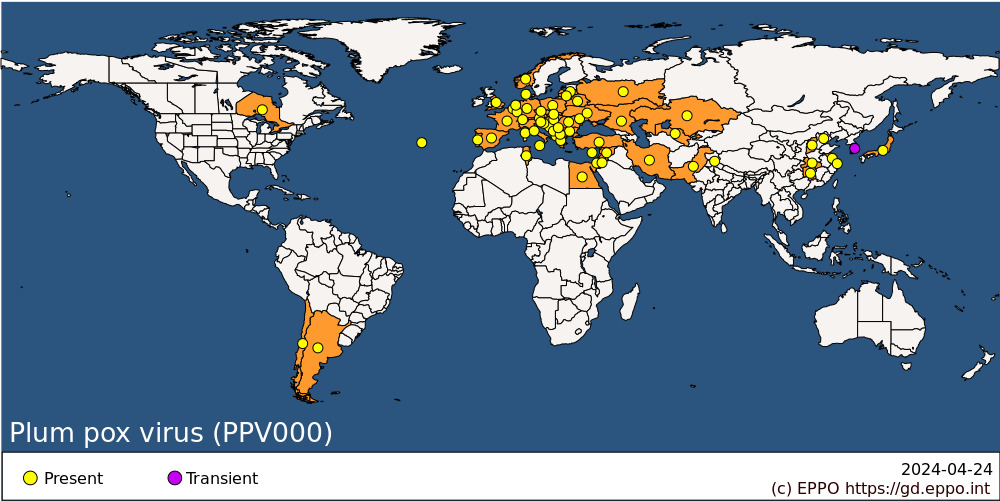 Plum pox virus (PPV000)
Present
Transient
2024-04-24
(c) EPPO https://gd.eppo.int